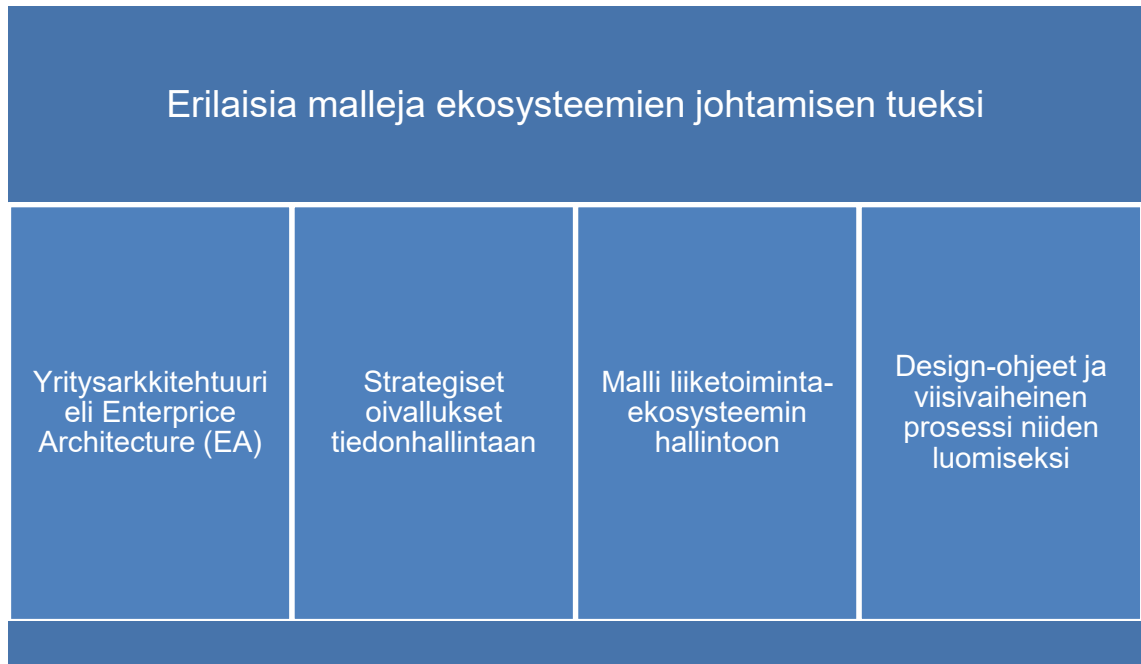 Erilaisia malleja ekosysteemien johtamisen tueksi
Yritysarkkitehtuuri
eli Enterprice
Architecture (EA)
Strategiset
oivallukset
tiedonhallintaan
Malli liiketoiminta-
ekosysteemin
hallintoon
Design-ohjeet ja
viisivaiheinen
prosessi niiden
luomiseksi